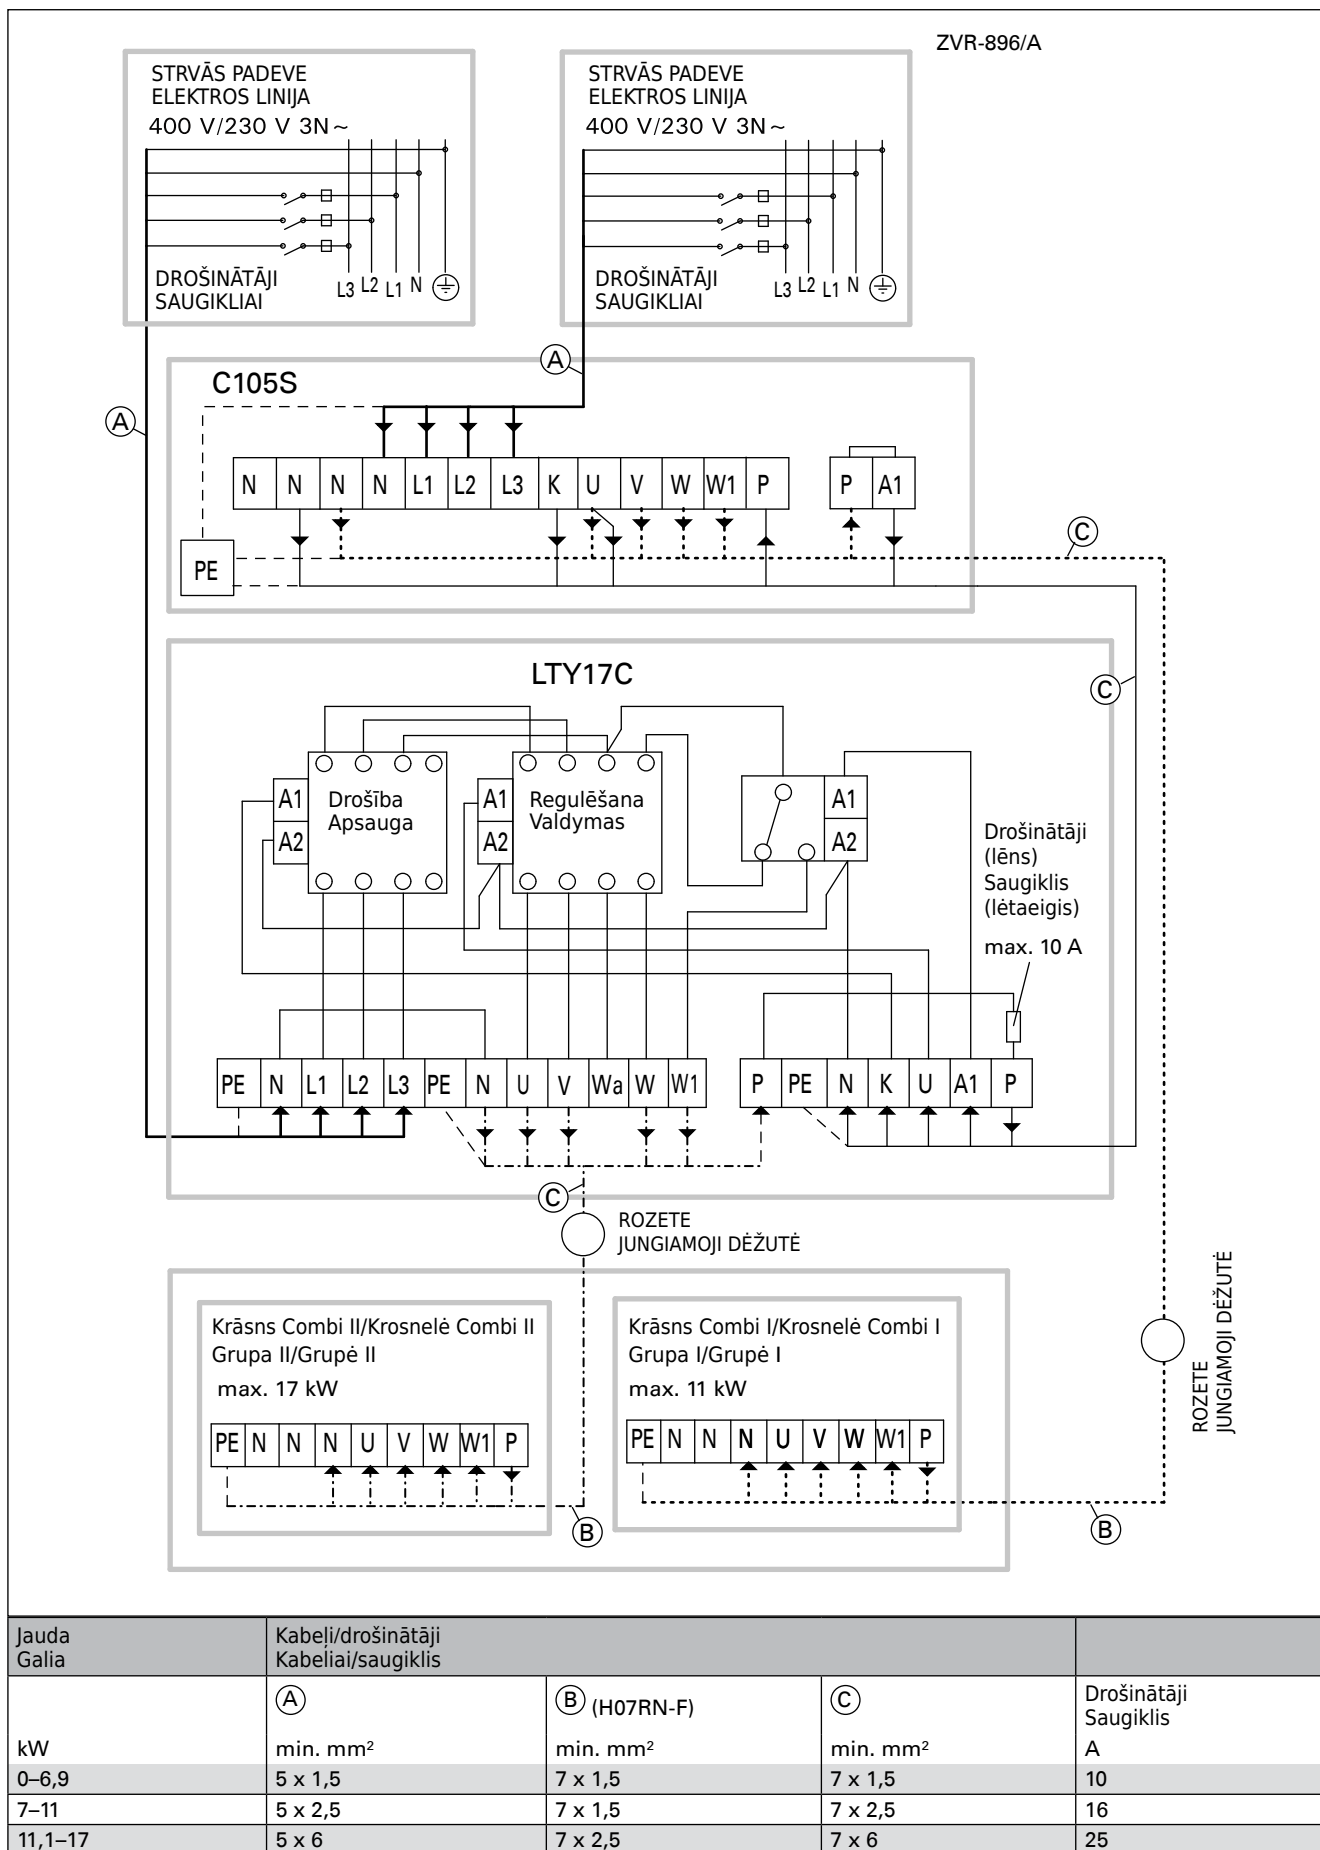 ZVR-896/A
STRVĀS PADEVE
ELEKTROS LINIJA
400 V/230 V 3N~
DROŠINĀTĀJI
SAUGIKLIAI
L3 L2 L1 N
STRVĀS PADEVE
ELEKTROS LINIJA
400 V/230 V 3N~
DROŠINĀTĀJI
SAUGIKLIAI
L3 L2 L1 N
A
A
C105S
N N N N L1 L2 L3 K U V W W1 P
P A1
PE
C
LTY17C
C
A1
A2
Drošība
Apsauga
A1
A2
Regulēšana
Valdymas
A1
A2
Drošinātāji
(lēns)
Saugiklis
(lėtaeigis)
max. 10 A
PE N L1 L2 L3 PE N U V Wa W W1
P PE N K U A1 P
C
ROZETE
JUNGIAMOJI DĖŽUTĖ
ROZETE
JUNGIAMOJI DĖŽUTĖ
Krāsns Combi II/Krosnelė Combi II
Grupa II/Grupė II
max. 17 kW
PE N N N U V W W1 P
B
Krāsns Combi I/Krosnelė Combi I
Grupa I/Grupė I
max. 11 kW
PE N N N U V W W1 P
B
Jauda
Galia
Kabeļi/drošinātāji
Kabeliai/saugiklis
A
B (H07RN-F)
C
Drošinātāji
Saugiklis
kW min. mm² min. mm² min. mm² A
0–6,9 5 x 1,5 7 x 1,5 7 x 1,5 10
7–11 5 x 2,5 7 x 1,5 7 x 2,5 16
11,1–17 5 x 6 7 x 2,5 7 x 6 25